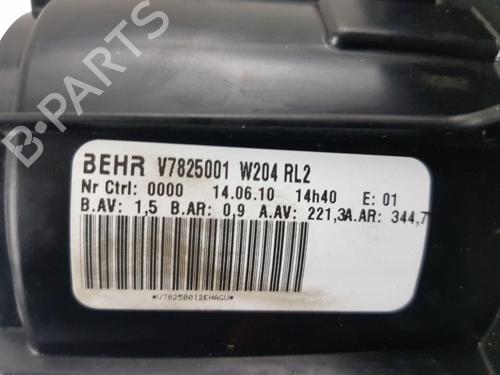 B-PARTS
BEHR V7825001 W204 RL2
Nr Ctrl: 0000 14.06.10 14h40 E: 01
B.AV: 1,5 B.AR: 0,9 A.AV: 221,3A.AR: 344,7
*V78250012EHAGU*